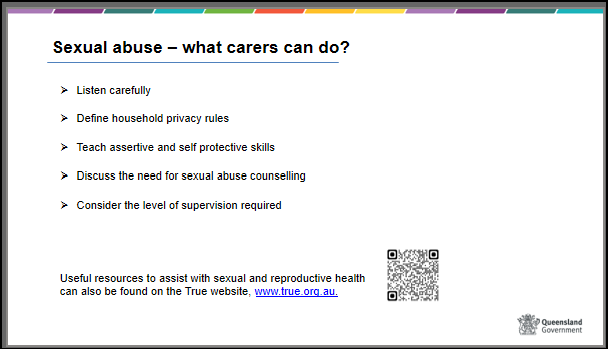 Sexual abuse – what carers can do?
➢ Listen carefully
➢ Define household privacy rules
➢ Teach assertive and self protective skills
➢ Discuss the need for sexual abuse counselling
➢ Consider the level of supervision required
Useful resources to assist with sexual and reproductive health
can also be found on the True website, www.true.org.au.
Queensland
Government